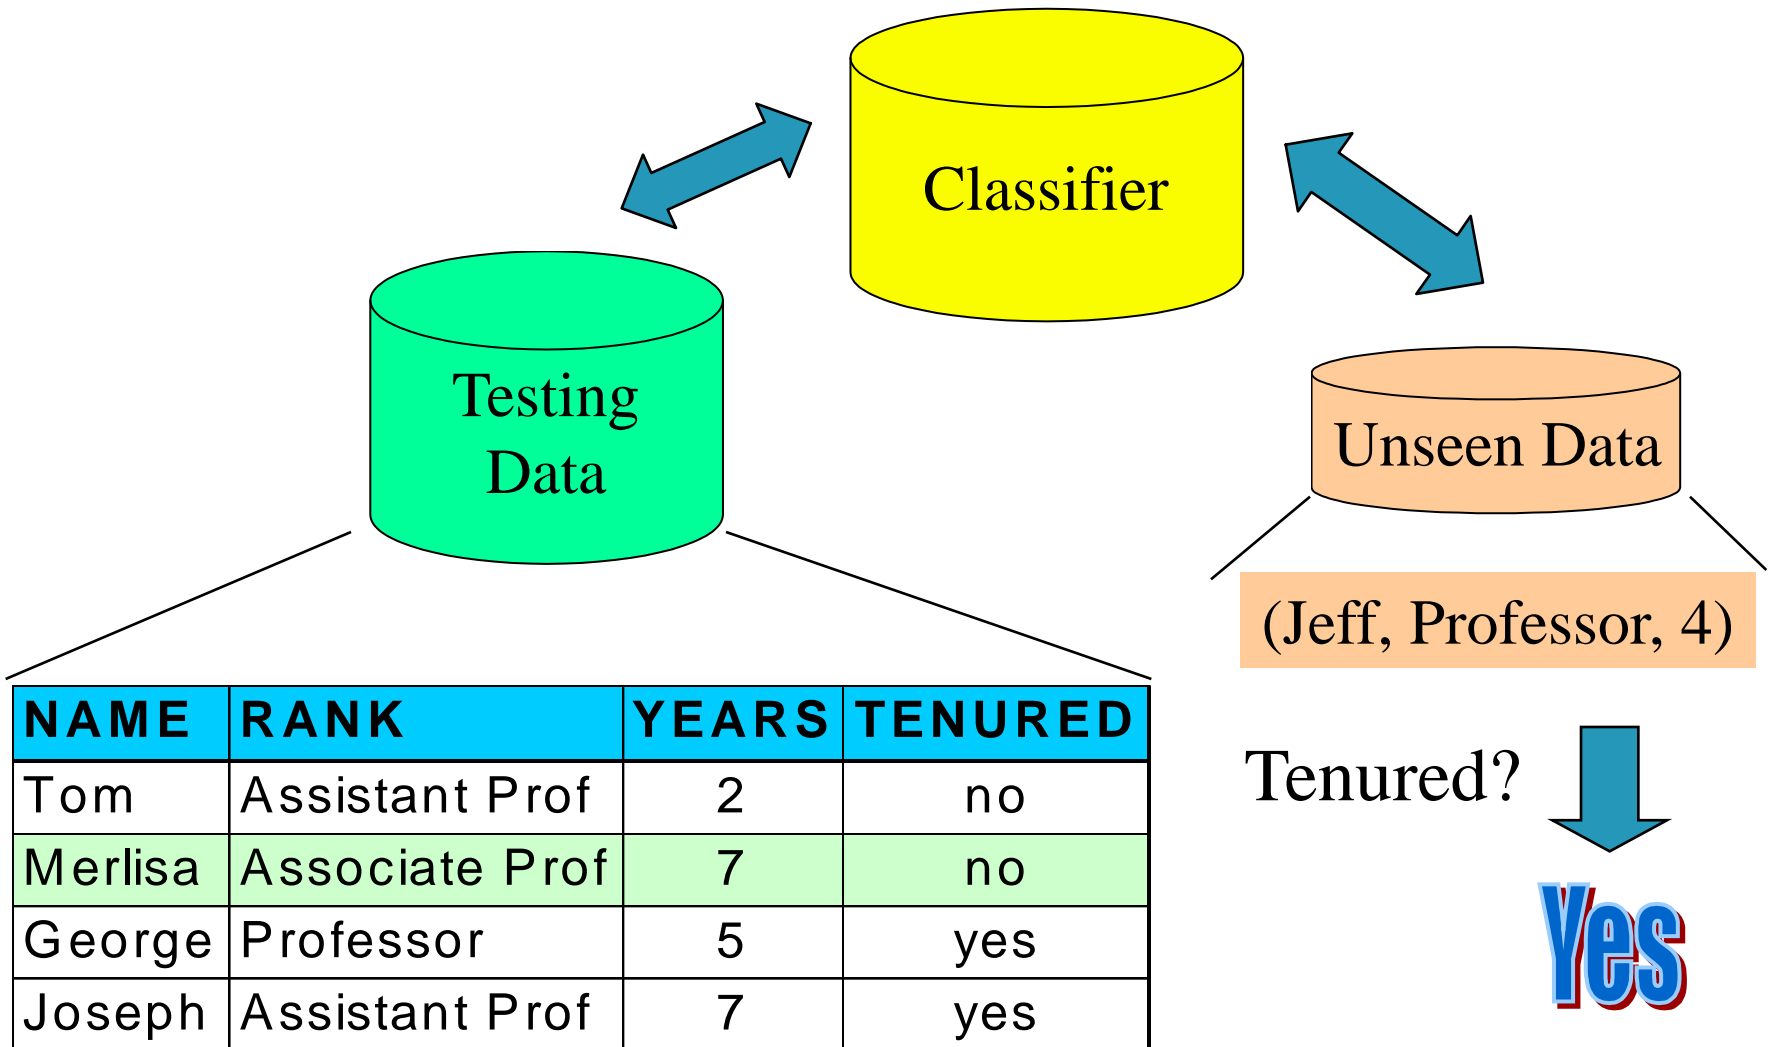 Classifier
Testing
Data
Unseen Data
(Jeff, Professor, 4)
NAME RANK YEARS TENURED
Tom Assistant Prof 2 no
Merlisa Associate Prof 7 no
George Professor 5 yes
Joseph Assistant Prof 7 yes
Tenured?
Yes